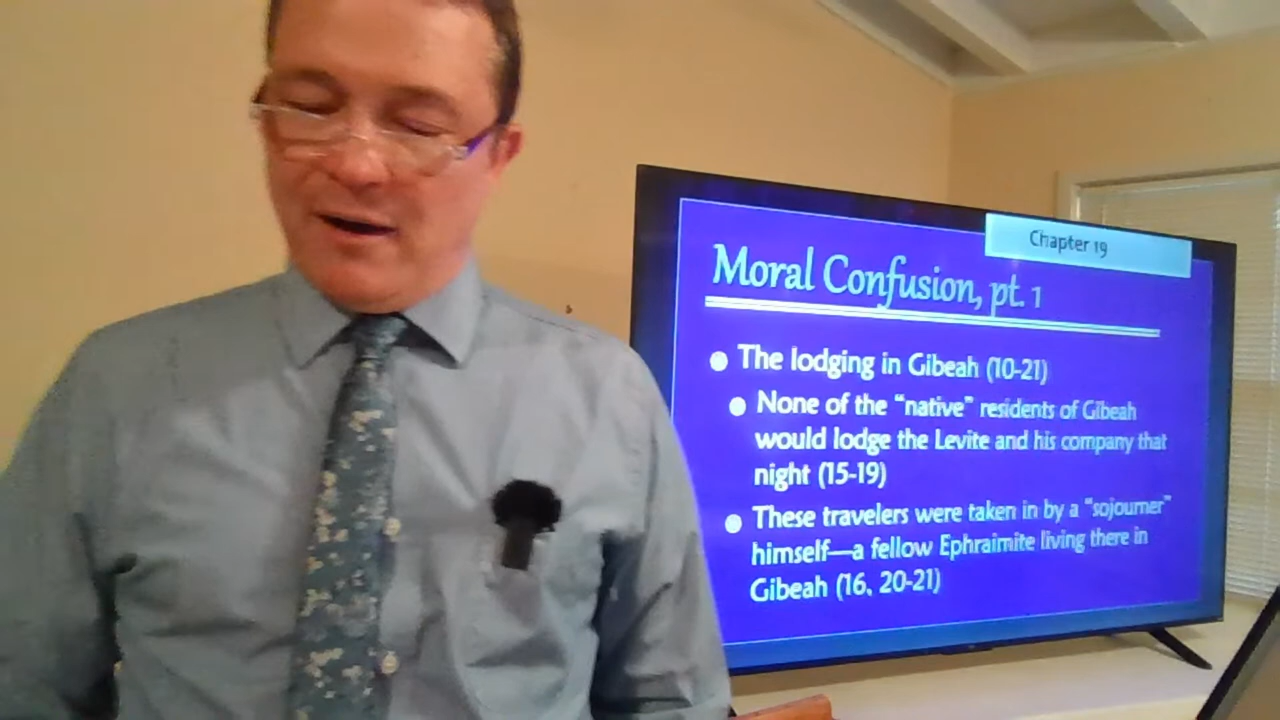 Chapter 19
Moral Confusion, pt. 1
The lodging in Gibeah (10-21)
None of the “native” residents of Gibeah
would lodge the Levite and his company that
night (15-19)
These travelers were taken in by a “sojourner”
himself—a fellow Ephraimite living there in
Gibeah (16, 20-21)